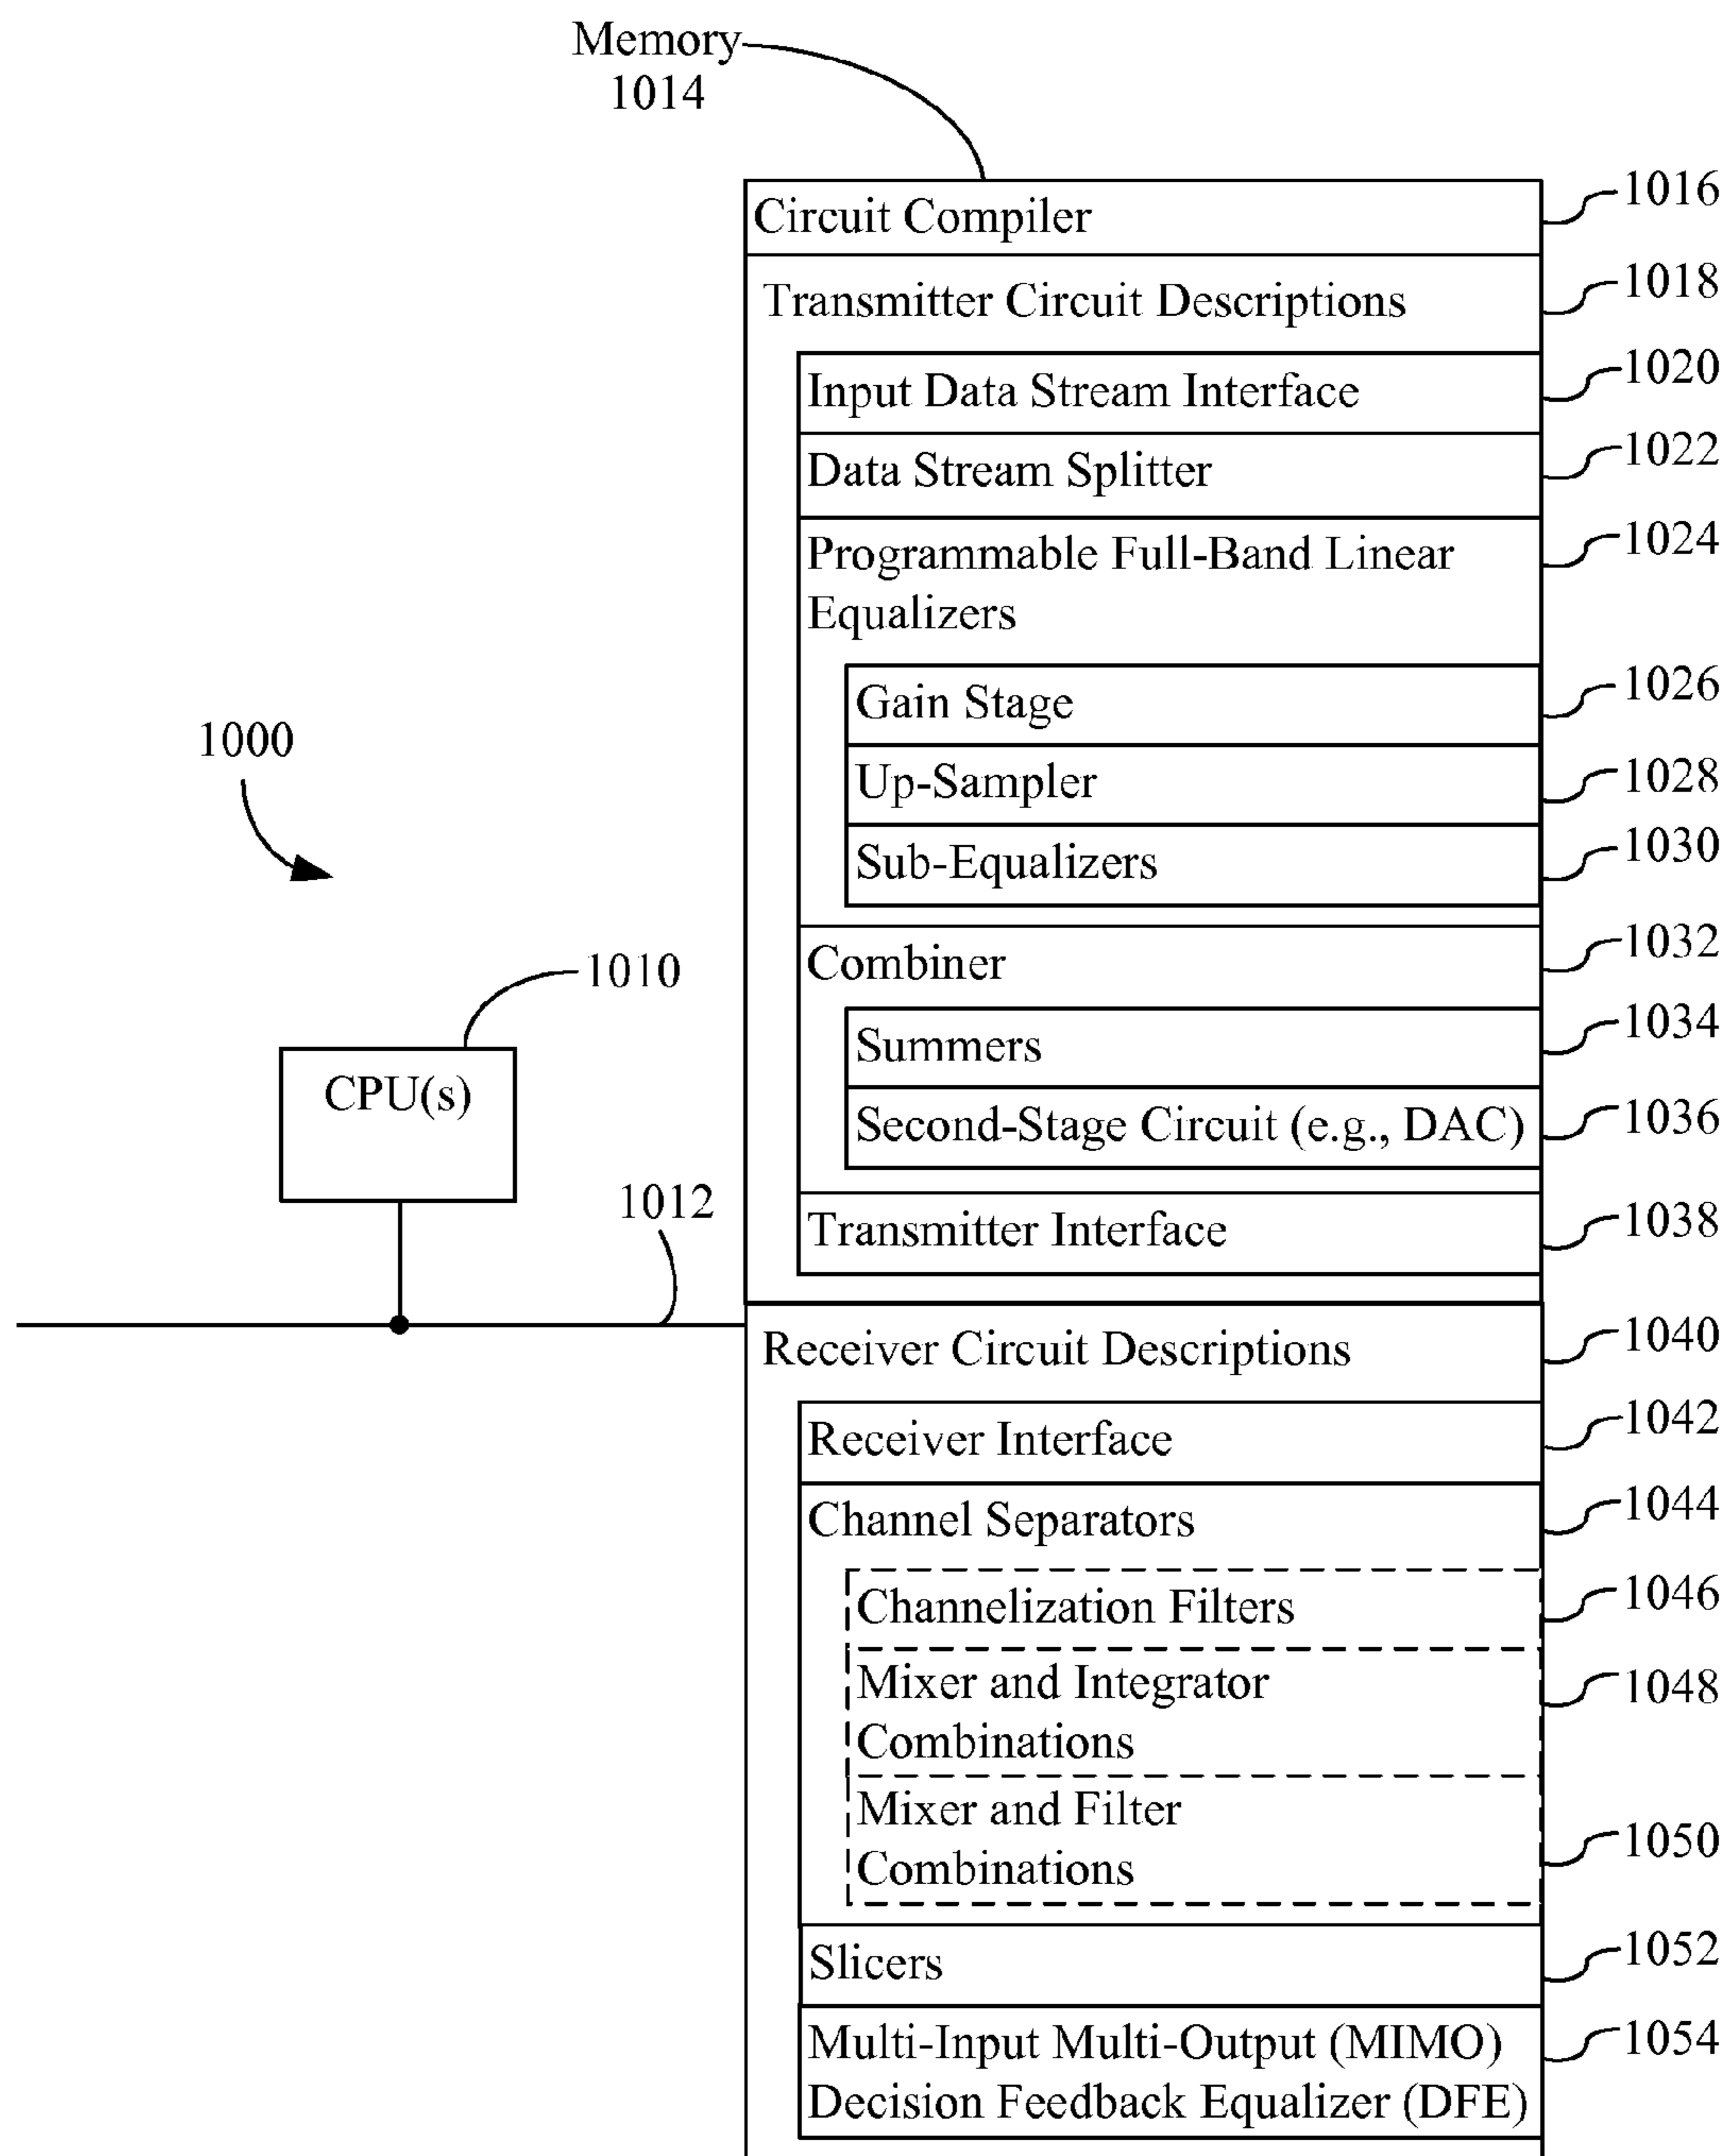 Memory
1014
Circuit Compiler
1016
Transmitter Circuit Descriptions
1018
Input Data Stream Interface
1020
Data Stream Splitter
1022
Programmable Full-Band Linear
Equalizers
1024
Gain Stage
1026
1000
Up-Sampler
1028
Sub-Equalizers
1030
Combiner
1032
1010
Summers
1034
CPU(s)
Second-Stage Circuit (e.g., DAC)
1036
1012
Transmitter Interface
1038
Receiver Circuit Descriptions
1040
Receiver Interface
1042
Channel Separators
1044
Channelization Filters
1046
Mixer and Integrator
Combinations
1048
Mixer and Filter
Combinations
1050
Slicers
1052
Multi-Input Multi-Output (MIMO)
Decision Feedback Equalizer (DFE)
1054